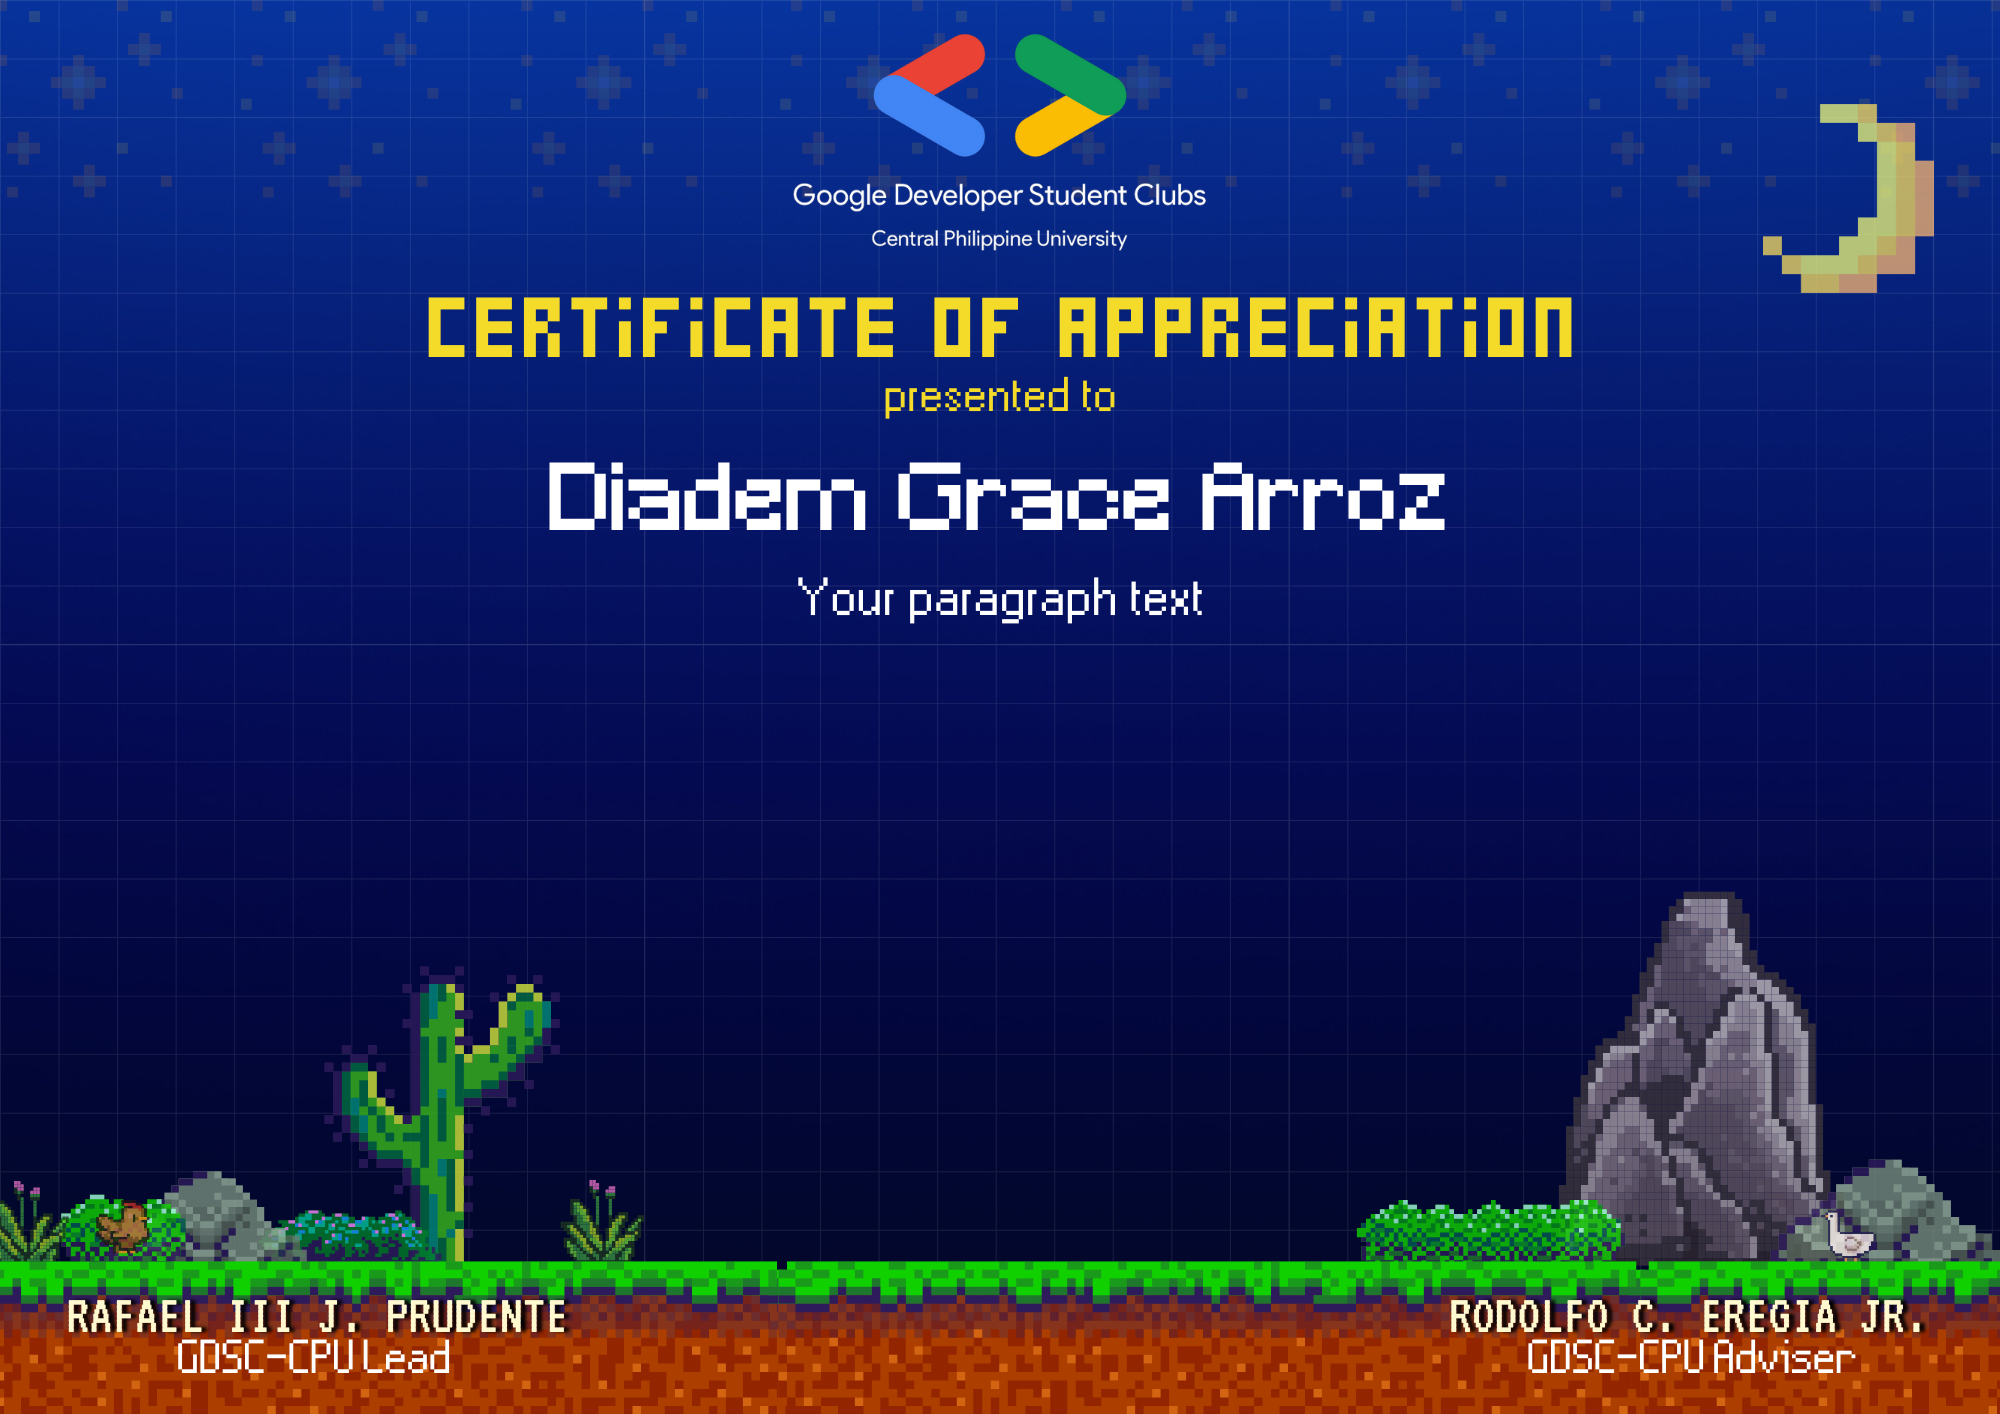 Google Developer Student Clubs
Central Philippine University
CERTiFiCATE OF APPRECiATiON
presented to
Diadem Grace Arroz
Your paragraph text
RAFAEL III J. PRUDENTE
GDSC-CPU Lead
RODOLFO C. EREGIA JR.
GDSC-CPU Adviser